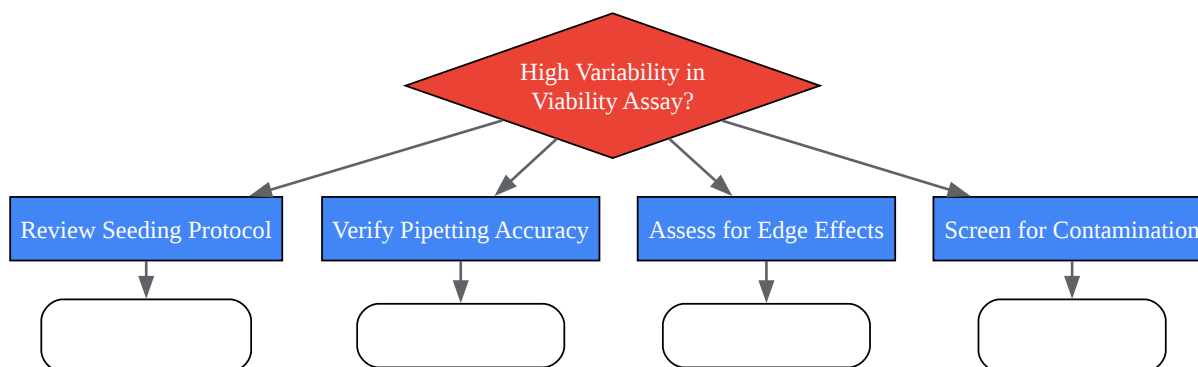 High Variability in
Viability Assay?
Review Seeding Protocol
Verify Pipetting Accuracy
Assess for Edge Effects
Screen for Contamination